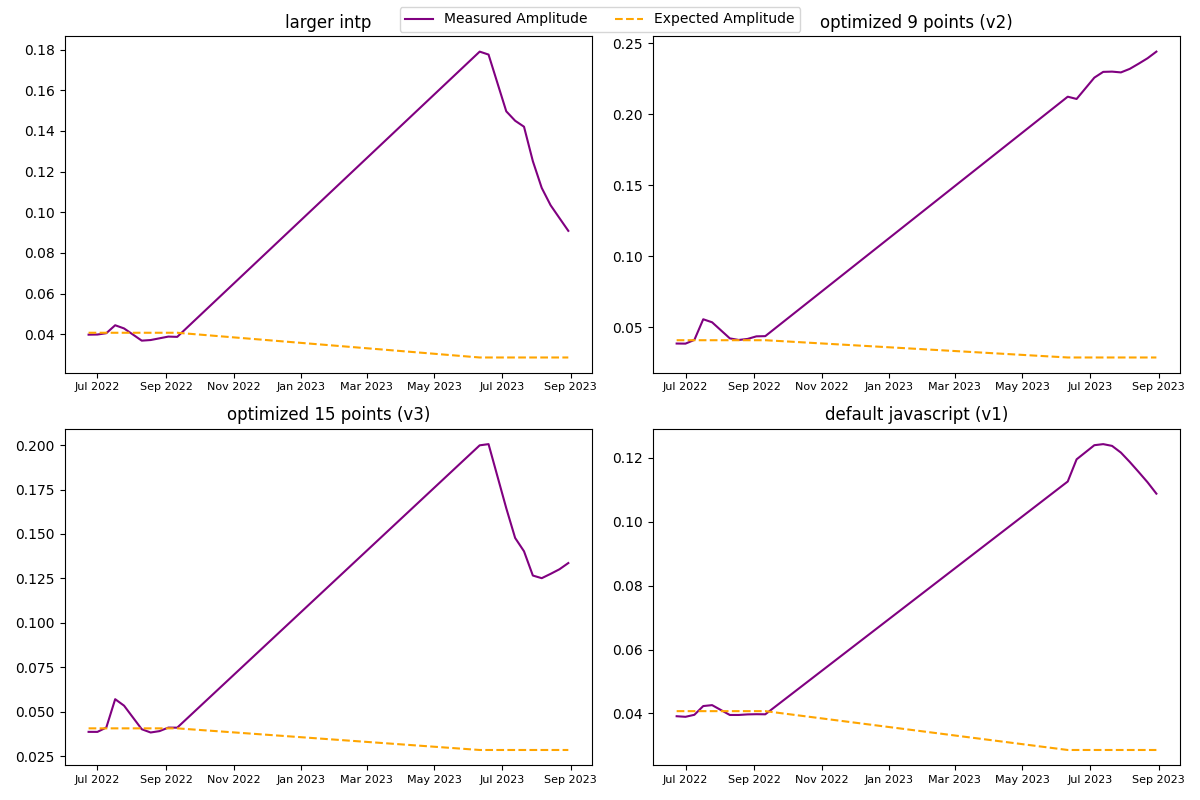 Measured Amplitude Expected Amplitude
larger intp
0.18
0.16
0.14
0.12
0.10
0.08
0.06
0.04
Jul 2022 Sep 2022 Nov 2022 Jan 2023 Mar 2023 May 2023 Jul 2023 Sep 2023
optimized 9 points (v2)
0.25
0.20
0.15
0.10
0.05
Jul 2022 Sep 2022 Nov 2022 Jan 2023 Mar 2023 May 2023 Jul 2023 Sep 2023
optimized 15 points (v3)
0.200
0.175
0.150
0.125
0.100
0.075
0.050
0.025
Jul 2022 Sep 2022 Nov 2022 Jan 2023 Mar 2023 May 2023 Jul 2023 Sep 2023
default javascript (v1)
0.12
0.10
0.08
0.06
0.04
Jul 2022 Sep 2022 Nov 2022 Jan 2023 Mar 2023 May 2023 Jul 2023 Sep 2023